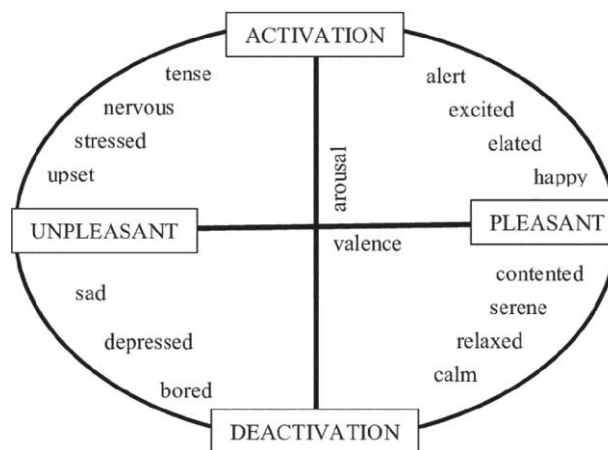 ACTIVATION
tense
alert
nervous
excited
stressed
elated
upset
happy
arousal
UNPLEASANT
PLEASANT
valence
contented
sad
serene
depressed
relaxed
calm
bored
DEACTIVATION